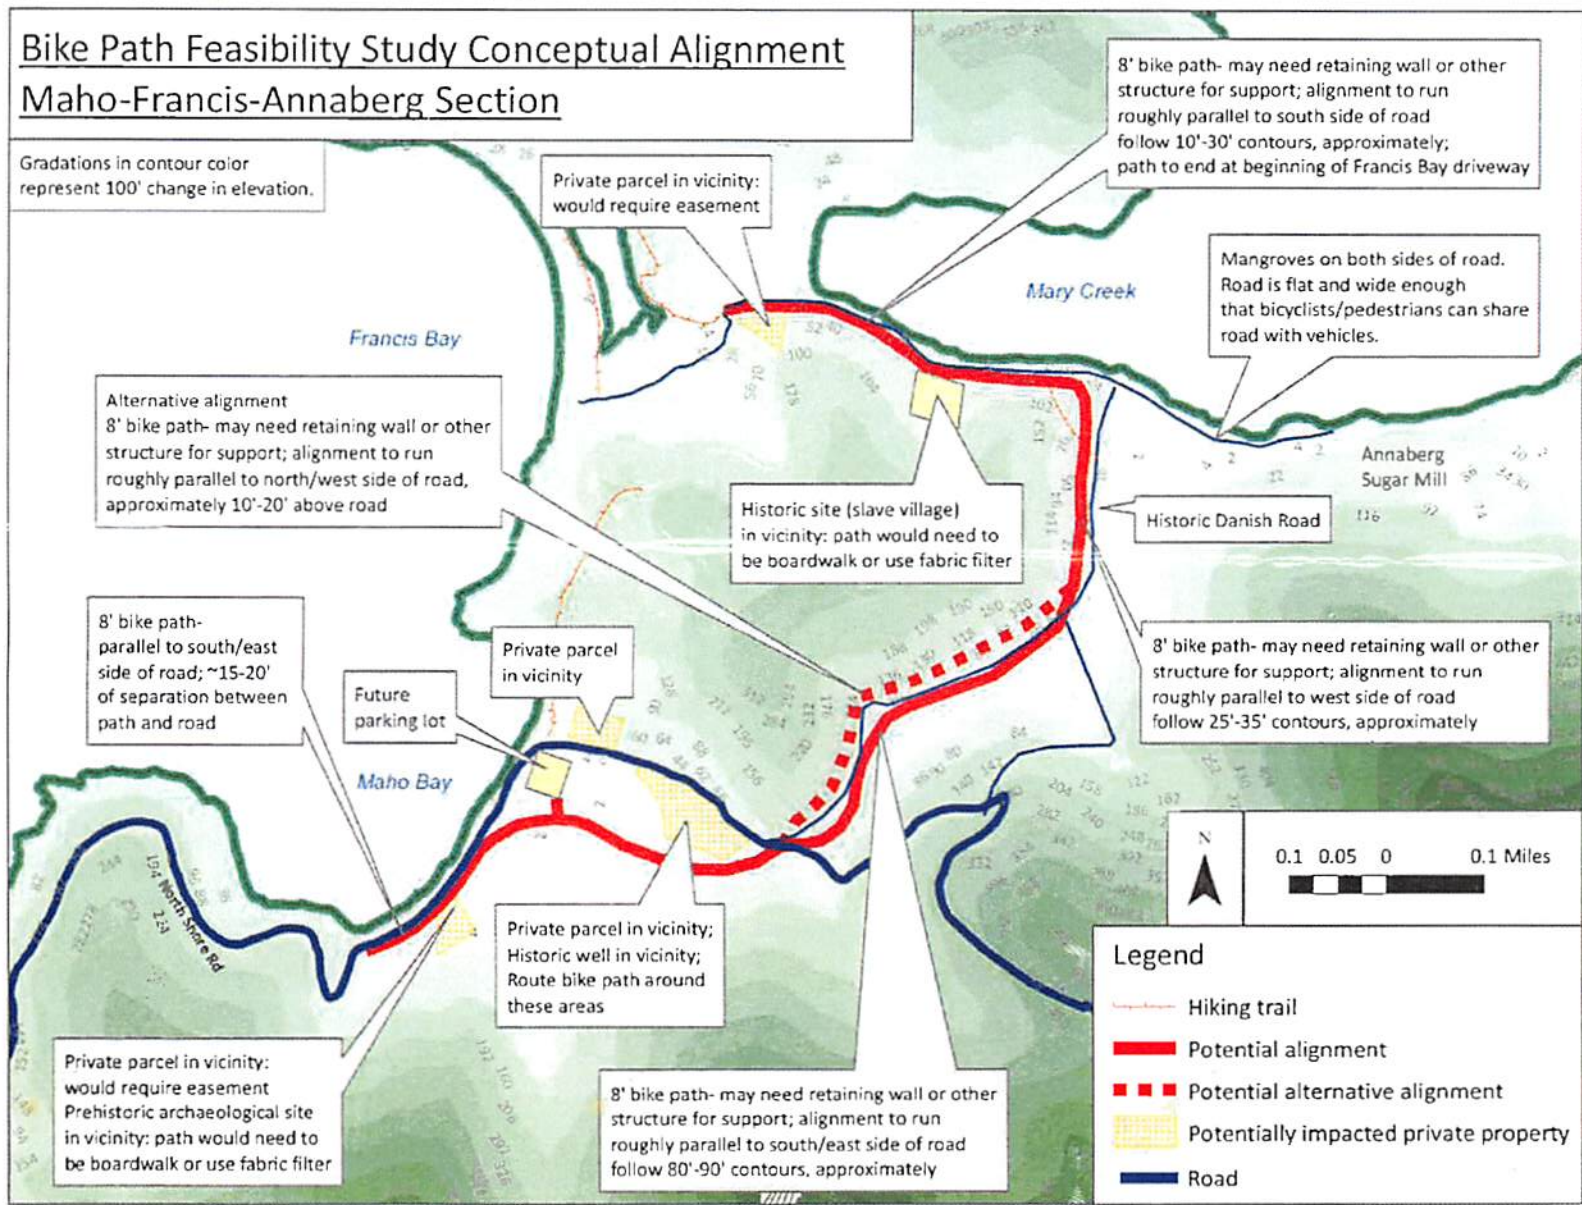 Bike Path Feasibility Study Conceptual Alignment
Maho-Francis-Annaberg Section
Gradations in contour color
represent 100' change in elevation.
Private parcel in vicinity:
would require easement
8' bike path- may need retaining wall or other
structure for support; alignment to run
roughly parallel to south side of road
follow 10'-30' contours, approximately;
path to end at beginning of Francis Bay driveway
Mangroves on both sides of road.
Road is flat and wide enough
that bicyclists/pedestrians can share
road with vehicles.
Mary Creek
Francis Bay
Alternative alignment
8' bike path- may need retaining wall or other
structure for support; alignment to run
roughly parallel to north/west side of road,
approximately 10'-20' above road
Annaberg
Sugar Mill
Historic site (slave village)
in vicinity: path would need to
be boardwalk or use fabric filter
Historic Danish Road
8' bike path-
parallel to south/east
side of road; ~15-20'
of separation between
path and road
Private parcel
in vicinity
Future
parking lot
8' bike path- may need retaining wall or other
structure for support; alignment to run
roughly parallel to west side of road
follow 25'-35' contours, approximately
Maho Bay
North Shore Rd
Private parcel in vicinity;
Historic well in vicinity;
Route bike path around
these areas
Private parcel in vicinity:
would require easement
Prehistoric archaeological site
in vicinity: path would need to
be boardwalk or use fabric filter
8' bike path- may need retaining wall or other
structure for support; alignment to run
roughly parallel to south/east side of road
follow 80'-90' contours, approximately
N
0.1 0.05 0 0.1 Miles
Legend
Hiking trail
Potential alignment
Potential alternative alignment
Potentially impacted private property
Road